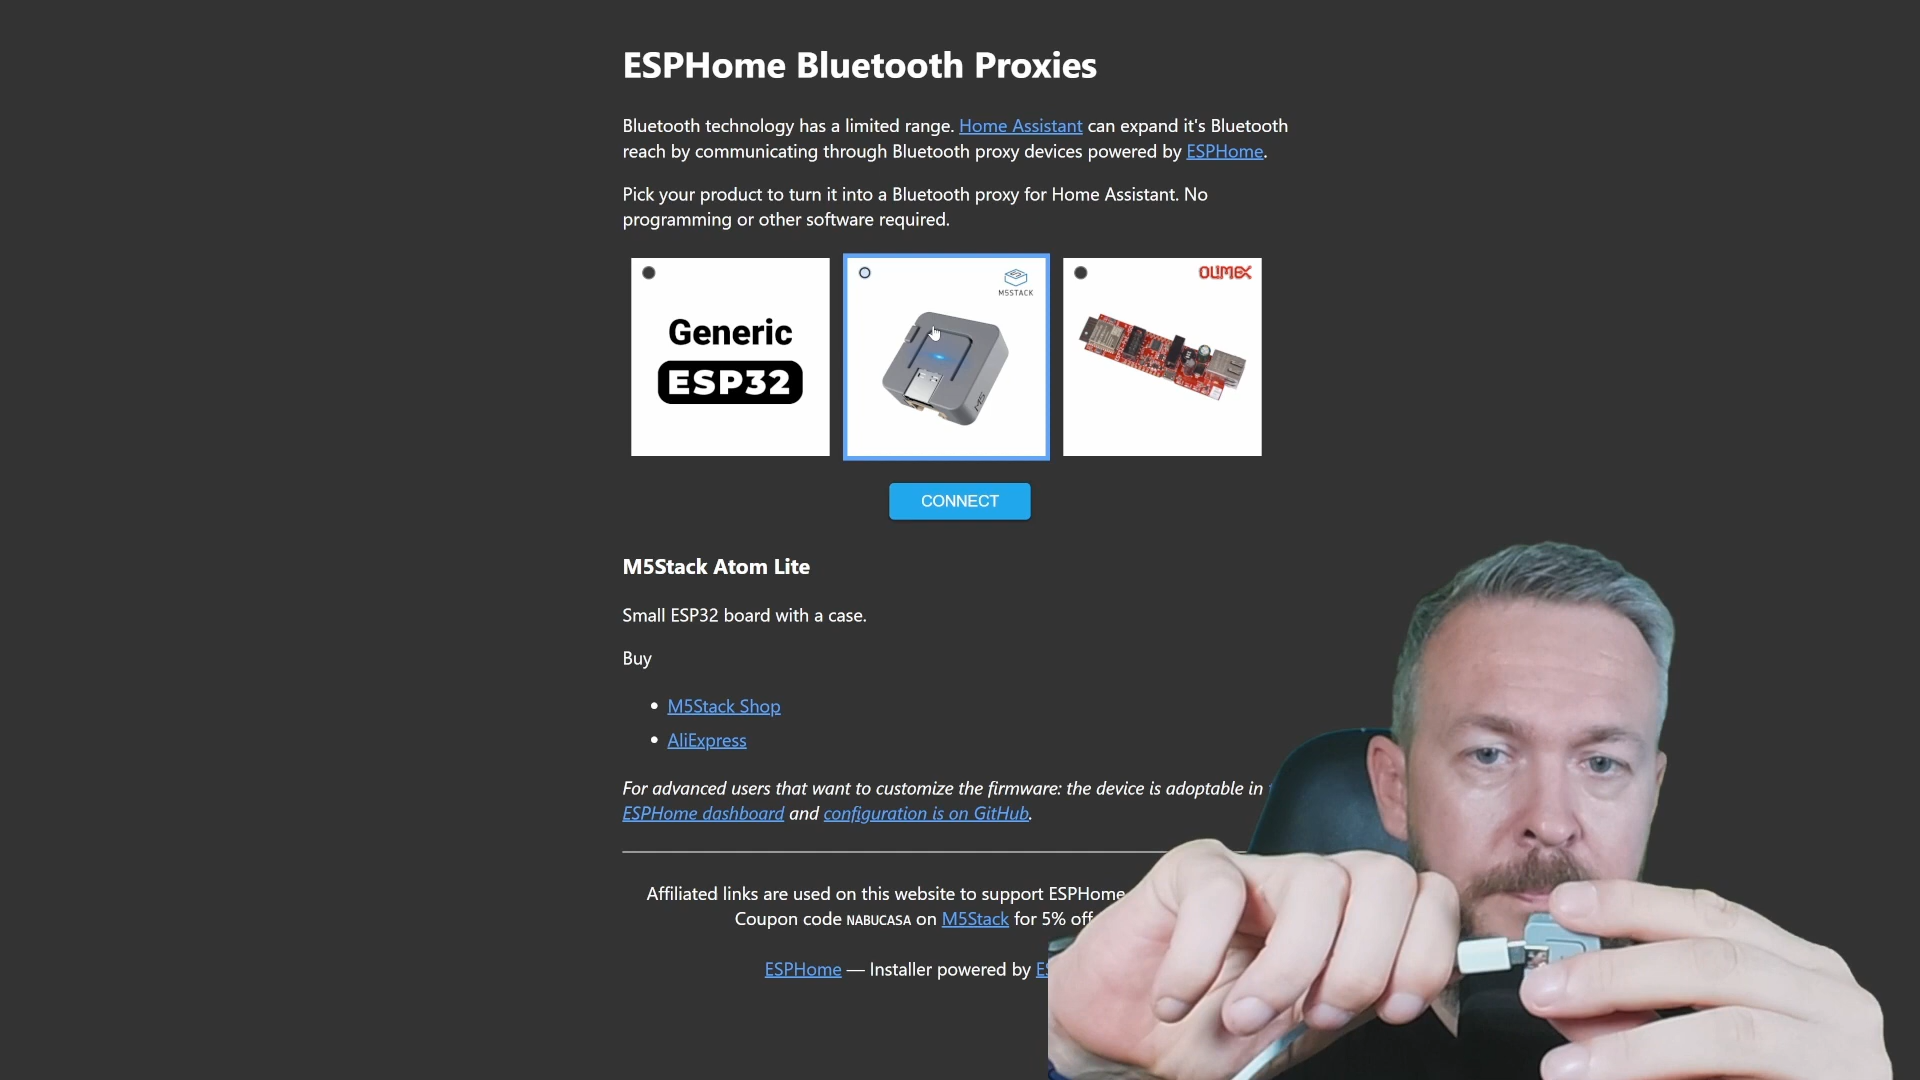 ESPHome Bluetooth Proxies
Bluetooth technology has a limited range. Home Assistant can expand it's Bluetooth
reach by communicating through Bluetooth proxy devices powered by ESPHome.
Pick your product to turn it into a Bluetooth proxy for Home Assistant. No
programming or other software required.
Generic
ESP32
M5STACK
M5
OLIMEX
CONNECT
M5Stack Atom Lite
Small ESP32 board with a case.
Buy
• M5Stack Shop
• AliExpress
For advanced users that want to customize the firmware: the device is adoptable in
ESPHome dashboard and configuration is on GitHub.
Affiliated links are used on this website to support ESPHome
Coupon code NABUCASA on M5Stack for 5% off
ESPHome — Installer powered by